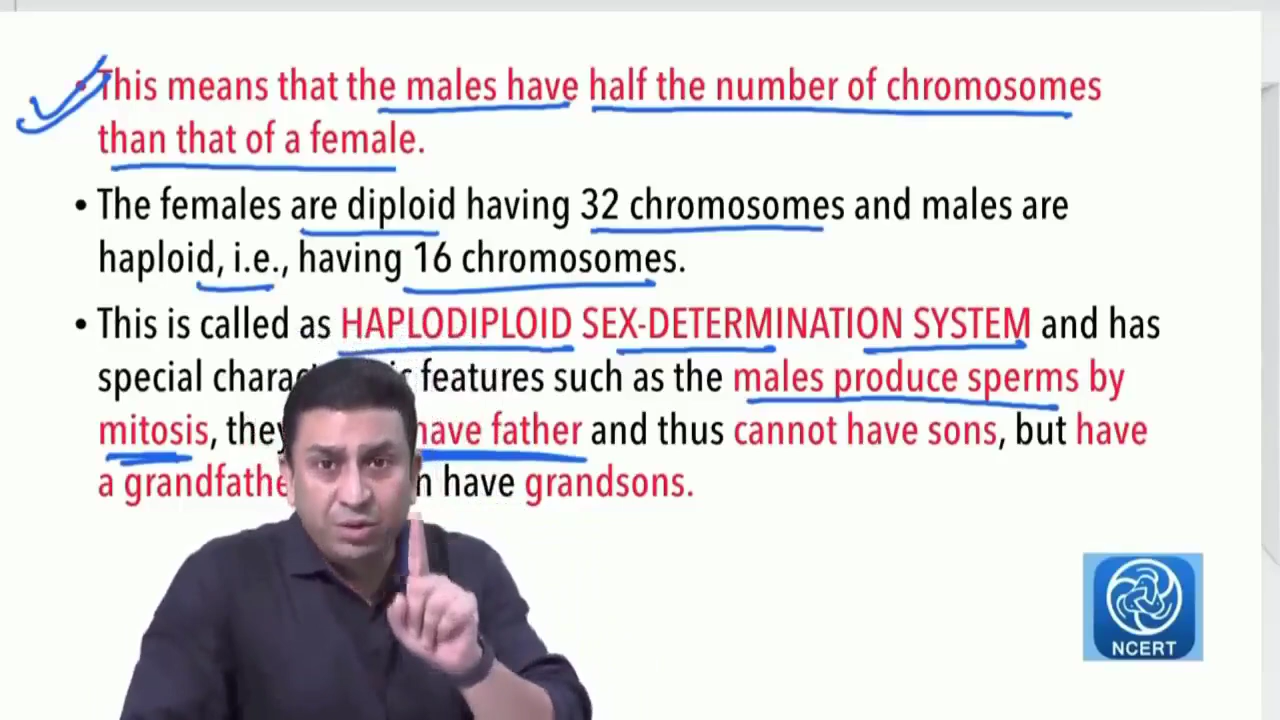 • This means that the males have half the number of chromosomes
than that of a female.
• The females are diploid having 32 chromosomes and males are
haploid, i.e., having 16 chromosomes.
• This is called as HAPLODIPLOID SEX-DETERMINATION SYSTEM and has
special features such as the males produce sperms by
mitosis, they have father and thus cannot have sons, but have
a have grandsons.
NCERT